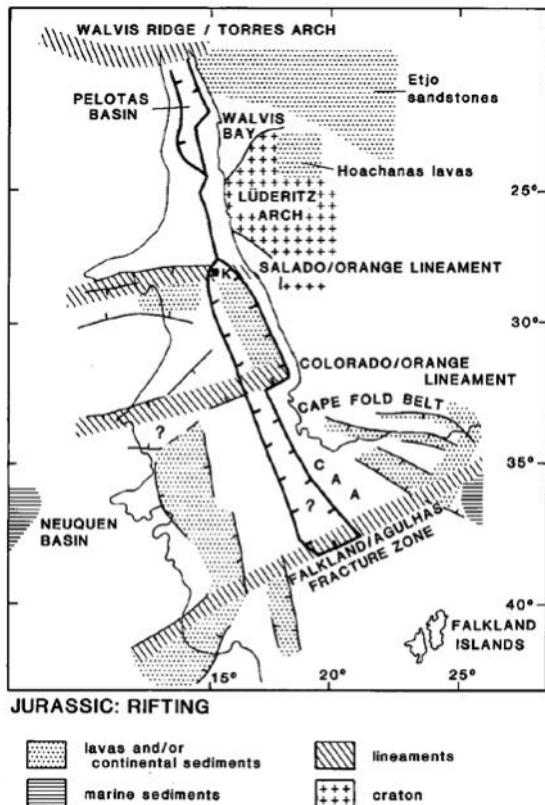 WALVIS RIDGE / TORRES ARCH
PELOTAS
BASIN
Etjo
sandstones
WALVIS
BAY
Hoachanas lavas
25°
LÜDERITZ
ARCH
SALADO/ORANGE LINEAMENT
K
30°
COLORADO/ORANGE
LINEAMENT
CAPE FOLD BELT
?
C
A
A
?
35°
NEUQUEN
BASIN
FALKLAND/AGULHAS
FRACTURE ZONE
40°
FALKLAND
ISLANDS
15°
20°
25°
JURASSIC: RIFTING
lavas and/or
continental sediments
lineaments
marine sediments
craton